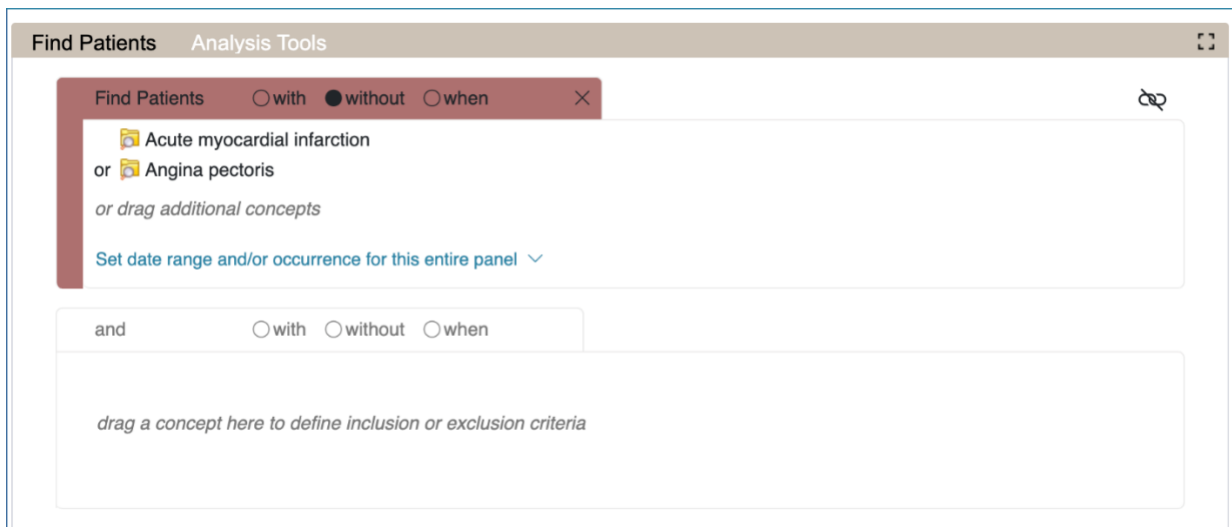 Find Patients Analysis Tools
Find Patients with without when
Acute myocardial infarction
or Angina pectoris
or drag additional concepts
Set date range and/or occurrence for this entire panel
and with without when
drag a concept here to define inclusion or exclusion criteria